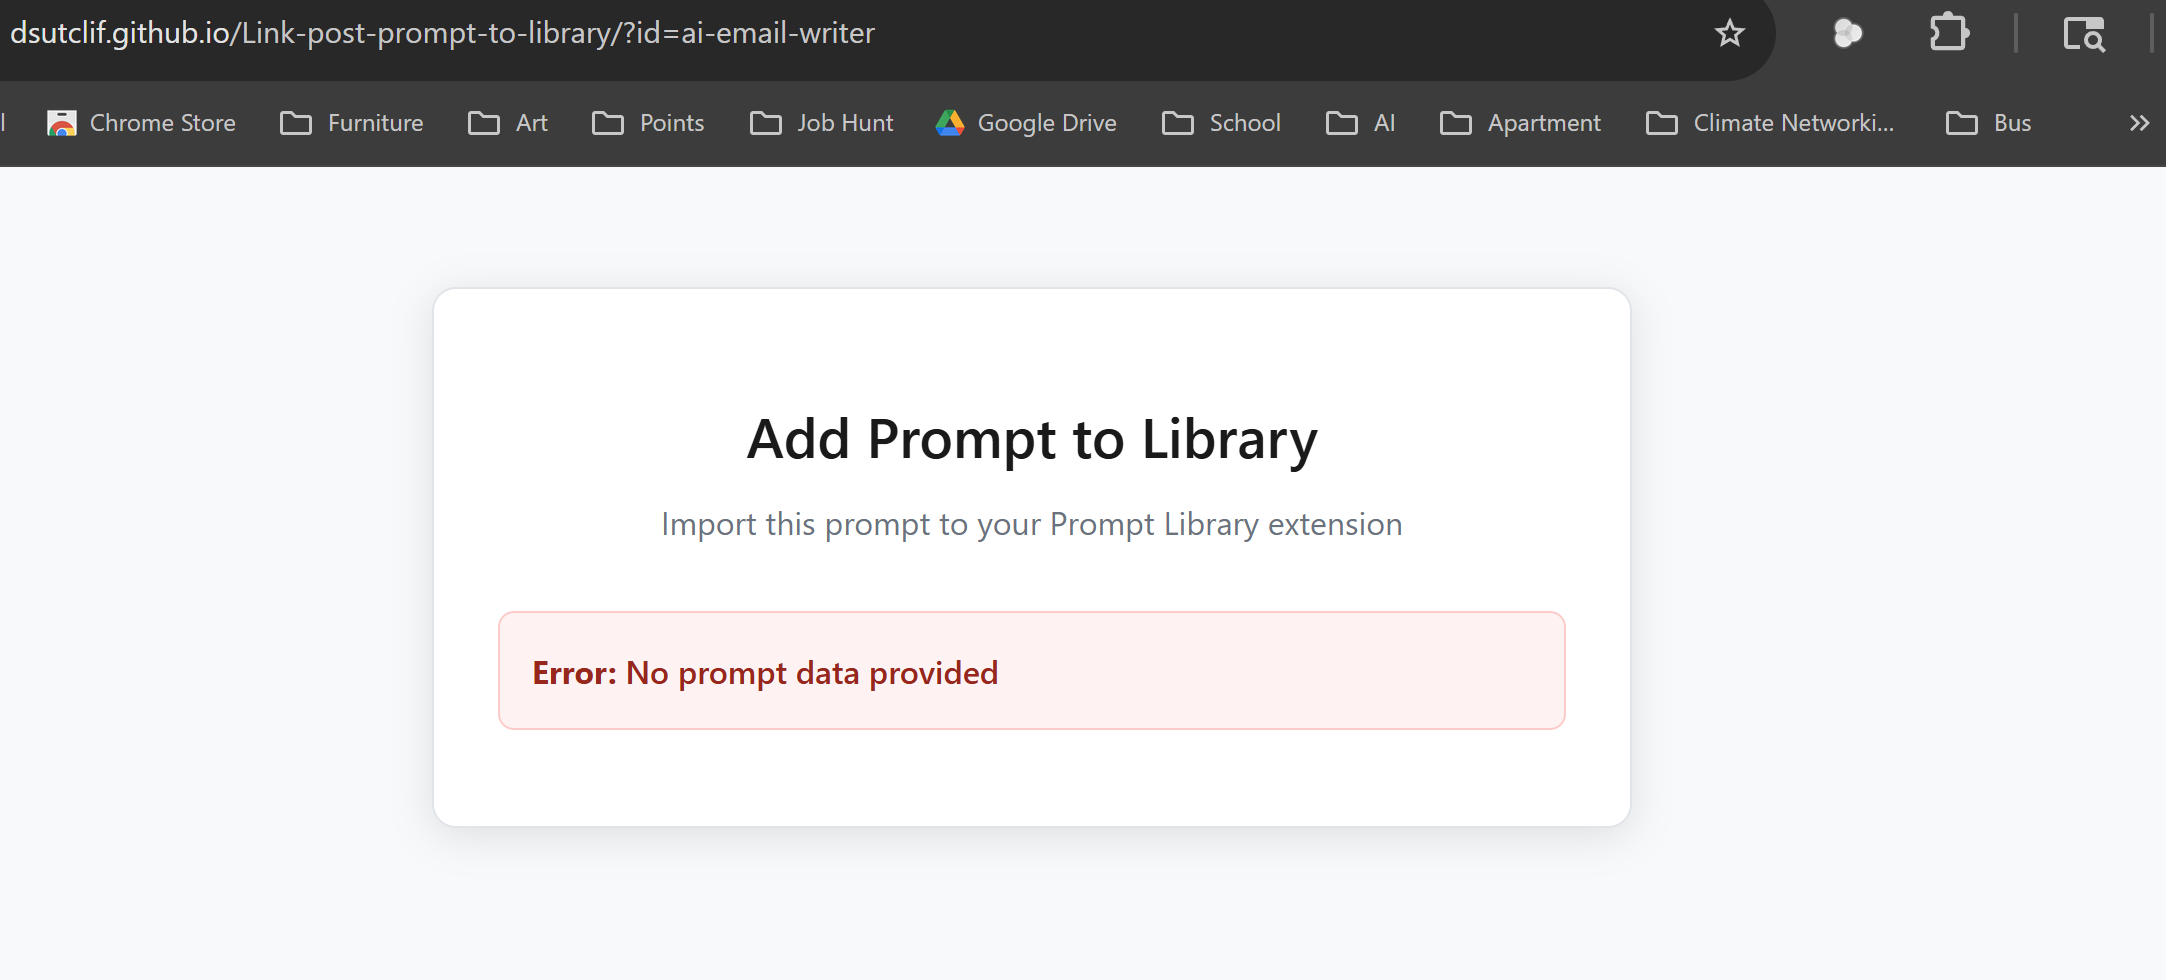 dsutclif.github.io/Link-post-prompt-to-library/?id=ai-email-writer
Chrome Store Furniture Art Points Job Hunt Google Drive School AI Apartment Climate Networki... Bus
Add Prompt to Library
Import this prompt to your Prompt Library extension
Error: No prompt data provided